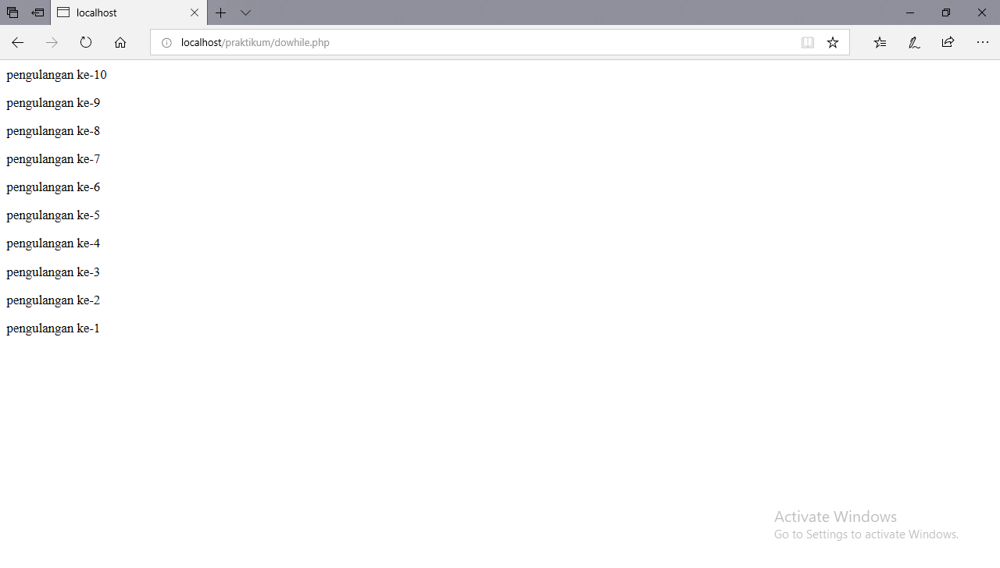 localhost
localhost/praktikum/dowhile.php
pengulangan ke-10
pengulangan ke-9
pengulangan ke-8
pengulangan ke-7
pengulangan ke-6
pengulangan ke-5
pengulangan ke-4
pengulangan ke-3
pengulangan ke-2
pengulangan ke-1
Activate Windows
Go to Settings to activate Windows.